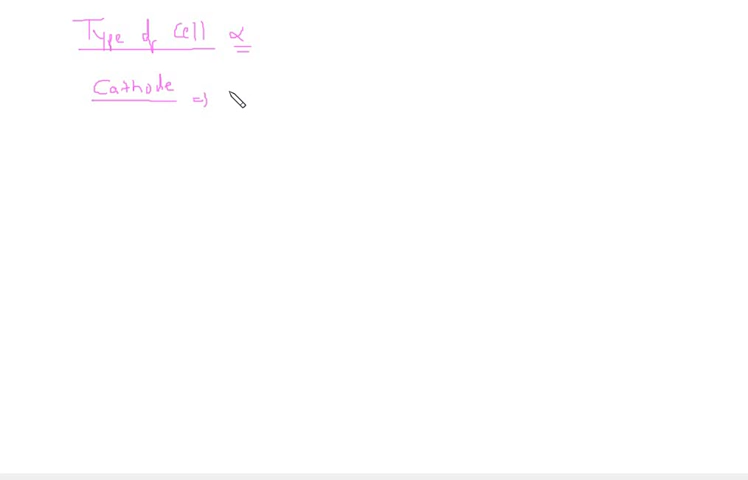 Type of Cell α
Cathode ⇒